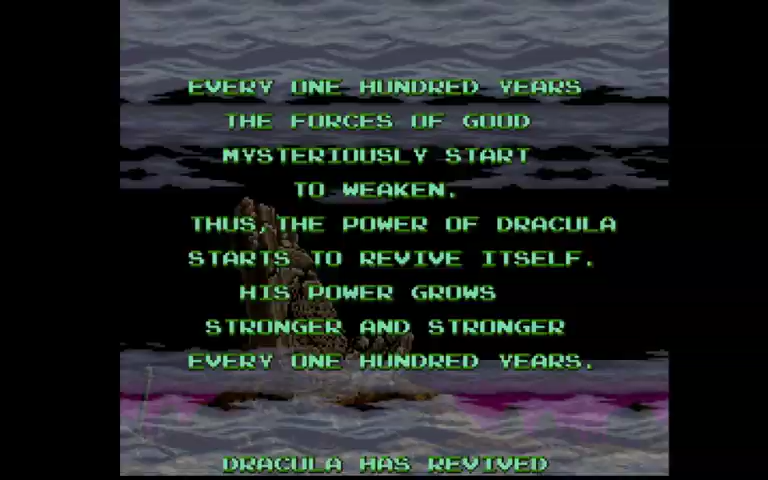 EVERY ONE HUNDRED YEARS
THE FORCES OF GOOD
MYSTERIOUSLY START
TO WEAKEN.
THUS,THE POWER OF DRACULA
STARTS TO REVIVE ITSELF.
HIS POWER GROWS
STRONGER AND STRONGER
EVERY ONE HUNDRED YEARS.
DRACULA HAS REVIVED